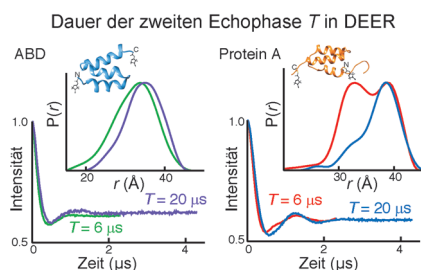 Dauer der zweiten Echophase T in DEER
ABD
C
N
P(r)
20
40
r (Å)
1.0
Intensität
0.5
T = 20 µs
T = 6 µs
0
2
4
Zeit (µs)
Protein A
C
N
P(r)
20
30
40
r (Å)
1.0
Intensität
0.5
T = 6 µs
T = 20 µs
0
2
4
Zeit (µs)